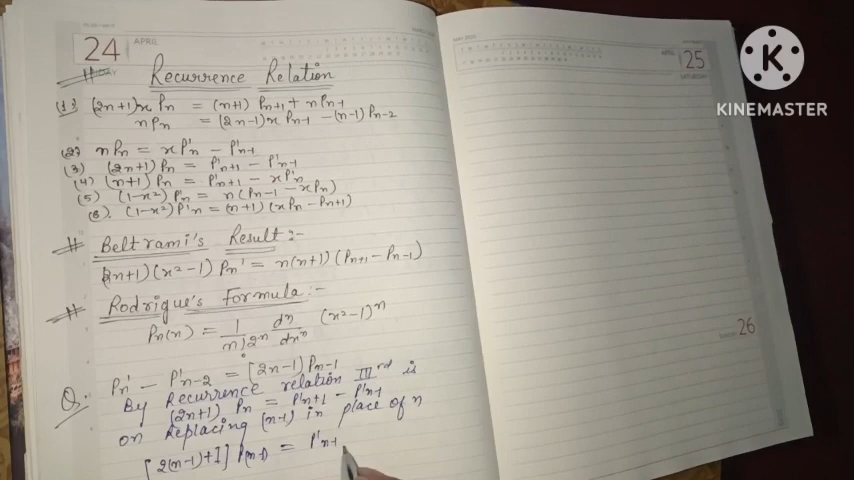 24 APRIL
Recurrence Relation
(1) (2n+1)x Pn = (n+1) Pn+1 + n Pn-1
nPn = (2n-1)x Pn-1 - (n-1) Pn-2
(2) nPn = xP'n - P'n-1
(3) (2n+1) Pn = P'n+1 - P'n-1
(4) (n+1) Pn = P'n+1 - xP'n
(5) (1-x²) P'n = n(Pn-1 - xPn)
(6). (1-x²) P'n = (n+1) (xPn - Pn+1)
# Beltrami's Result :-
(2n+1) (x²-1) Pn' = n(n+1) (Pn+1 - Pn-1)
# Rodrigue's Formula :-
Pn(x) = 1/n!2ⁿ dⁿ/dxⁿ (x²-1)ⁿ
Q. Pn' - P'n-2 = [2n-1) Pn-1
By Recurrence relation IIIrd is
(2n+1) Pn = P'n+1 - P'n-1
on Replacing (n-1) in place of n
[2(n-1)+1] P(n-1) = P'n-
25
SATURDAY
26
KINEMASTER